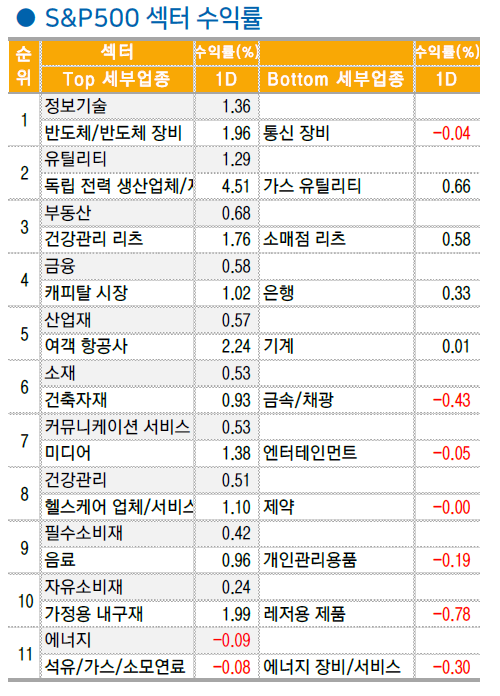 ● S&P500 섹터 수익률
순위 섹터 수익률(%) 수익률(%)
Top 세부업종 1D Bottom 세부업종 1D
1 정보기술 1.36
반도체/반도체 장비 1.96 통신 장비 -0.04
2 유틸리티 1.29
독립 전력 생산업체/ 4.51 가스 유틸리티 0.66
3 부동산 0.68
건강관리 리츠 1.76 소매점 리츠 0.58
4 금융 0.58
캐피탈 시장 1.02 은행 0.33
5 산업재 0.57
여객 항공사 2.24 기계 0.01
6 소재 0.53
건축자재 0.93 금속/채광 -0.43
7 커뮤니케이션 서비스 0.53
미디어 1.38 엔터테인먼트 -0.05
8 건강관리 0.51
헬스케어 업체/서비스 1.10 제약 -0.00
9 필수소비재 0.42
음료 0.96 개인관리용품 -0.19
10 자유소비재 0.24
가정용 내구재 1.99 레저용 제품 -0.78
11 에너지 -0.09
석유/가스/소모연료 -0.08 에너지 장비/서비스 -0.30